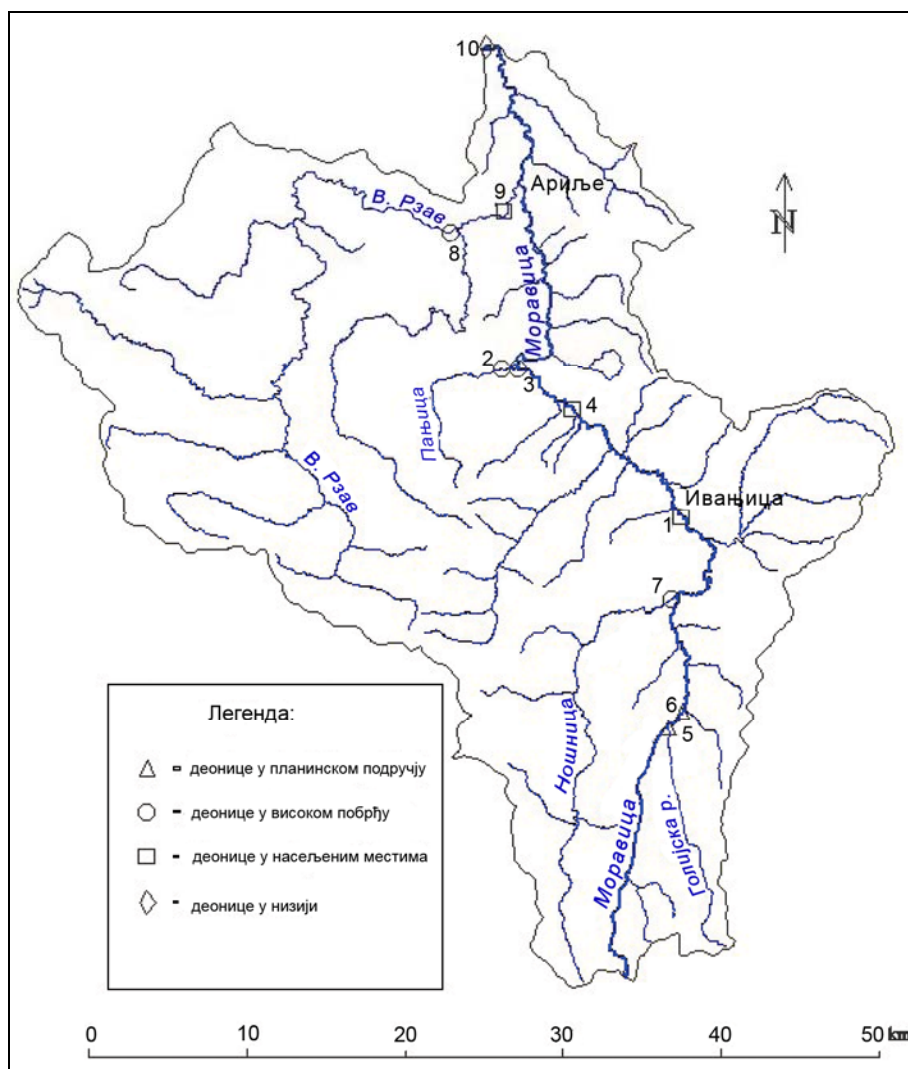 10
Ариље
9
В. Рзав
8
N
Моравица
2
3
4
Пањица
В. Рзав
Ивањица
1
7
6
5
Ношница
Моравица
Голијска р.
Легенда:
- деонице у планинском подручју
- деонице у високом побрђу
- деонице у насељеним местима
- деонице у низији
0 10 20 30 40 50 km